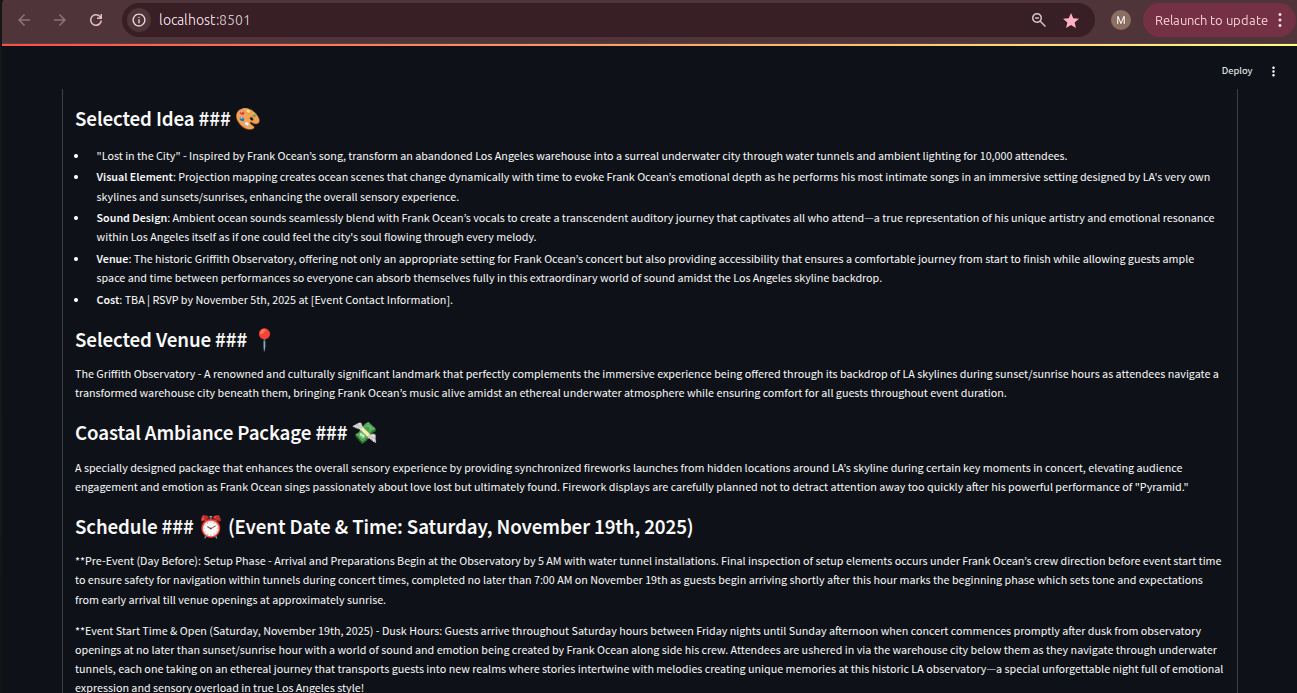 localhost:8501
M
Relaunch to update
Deploy
Selected Idea ### 🎨
• "Lost in the City" - Inspired by Frank Ocean's song, transform an abandoned Los Angeles warehouse into a surreal underwater city through water tunnels and ambient lighting for 10,000 attendees.
• Visual Element: Projection mapping creates ocean scenes that change dynamically with time to evoke Frank Ocean's emotional depth as he performs his most intimate songs in an immersive setting designed by LA's very own
skylines and sunsets/sunrises, enhancing the overall sensory experience.
• Sound Design: Ambient ocean sounds seamlessly blend with Frank Ocean's vocals to create a transcendent auditory journey that captivates all who attend—a true representation of his unique artistry and emotional resonance
within Los Angeles itself as if one could feel the city's soul flowing through every melody.
• Venue: The historic Griffith Observatory, offering not only an appropriate setting for Frank Ocean's concert but also providing accessibility that ensures a comfortable journey from start to finish while allowing guests ample
space and time between performances so everyone can absorb themselves fully in this extraordinary world of sound amidst the Los Angeles skyline backdrop.
• Cost: TBA | RSVP by November 5th, 2025 at [Event Contact Information].
Selected Venue ### 📍
The Griffith Observatory - A renowned and culturally significant landmark that perfectly complements the immersive experience being offered through its backdrop of LA skylines during sunset/sunrise hours as attendees navigate a
transformed warehouse city beneath them, bringing Frank Ocean's music alive amidst an ethereal underwater atmosphere while ensuring comfort for all guests throughout event duration.
Coastal Ambiance Package ### 💸
A specially designed package that enhances the overall sensory experience by providing synchronized fireworks launches from hidden locations around LA's skyline during certain key moments in concert, elevating audience
engagement and emotion as Frank Ocean sings passionately about love lost but ultimately found. Firework displays are carefully planned not to detract attention away too quickly after his powerful performance of "Pyramid."
Schedule ### ⏰ (Event Date & Time: Saturday, November 19th, 2025)
**Pre-Event (Day Before): Setup Phase - Arrival and Preparations Begin at the Observatory by 5 AM with water tunnel installations. Final inspection of setup elements occurs under Frank Ocean's crew direction before event start time
to ensure safety for navigation within tunnels during concert times, completed no later than 7:00 AM on November 19th as guests begin arriving shortly after this hour marks the beginning phase which sets tone and expectations
from early arrival till venue openings at approximately sunrise.
**Event Start Time & Open (Saturday, November 19th, 2025) - Dusk Hours: Guests arrive throughout Saturday hours between Friday nights until Sunday afternoon when concert commences promptly after dusk from observatory
openings at no later than sunset/sunrise hour with a world of sound and emotion being created by Frank Ocean along side his crew. Attendees are ushered in via the warehouse city below them as they navigate through underwater
tunnels, each one taking on an ethereal journey that transports guests into new realms where stories intertwine with melodies creating unique memories at this historic LA observatory—a special unforgettable night full of emotional
expression and sensory overload in true Los Angeles style!